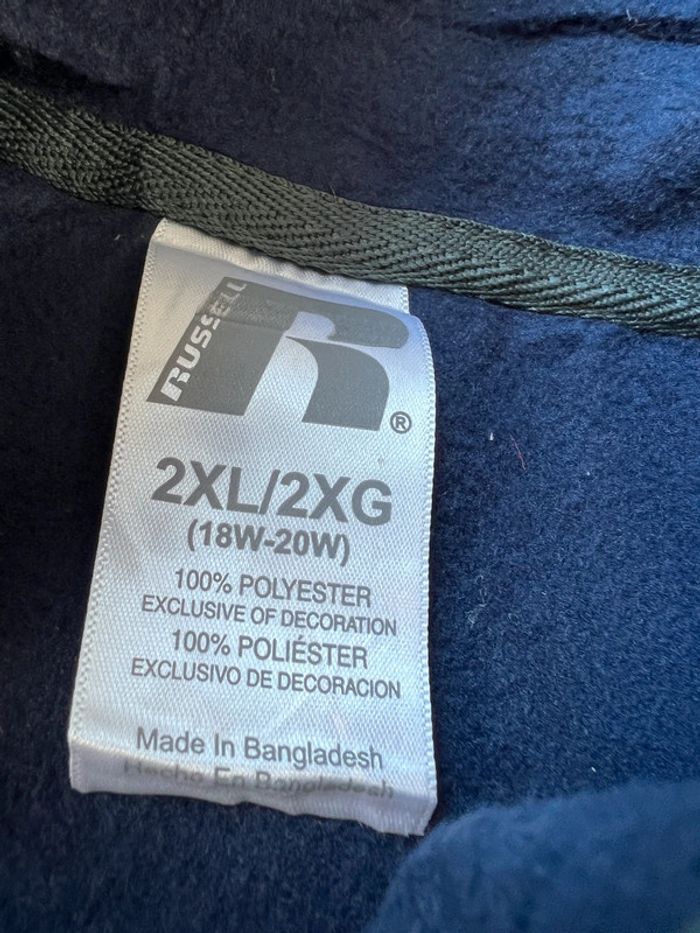 RUSSELL
R®
2XL/2XG
(18W-20W)
100% POLYESTER
EXCLUSIVE OF DECORATION
100% POLIÉSTER
EXCLUSIVO DE DECORACION
Made In Bangladesh
Hecho En Bangladesh